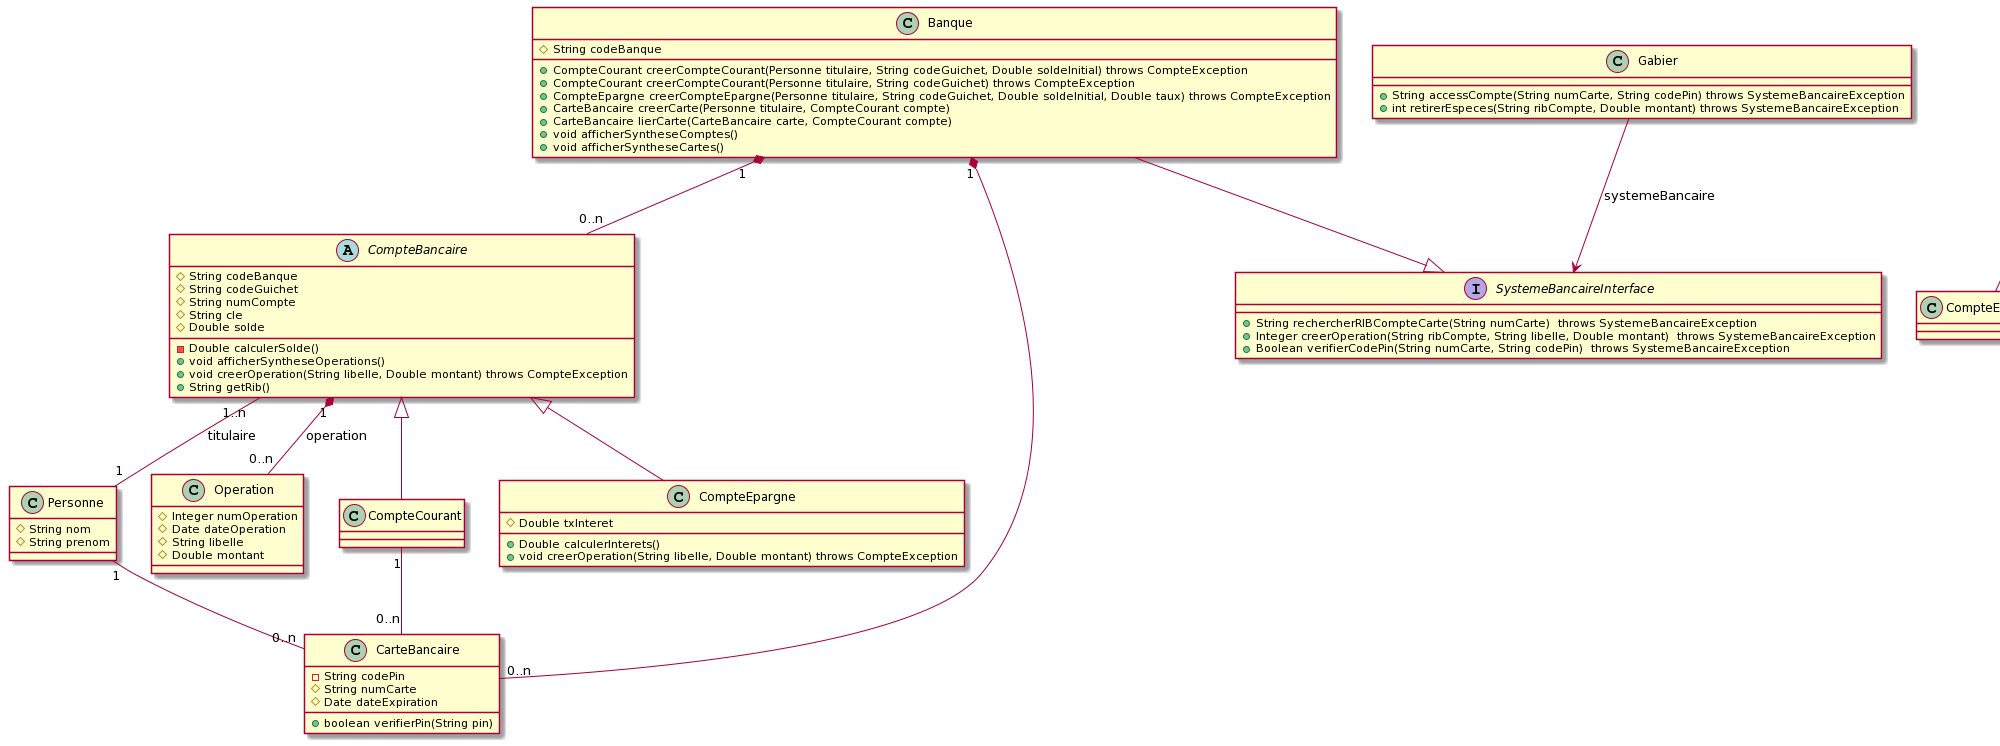 C Banque
String codeBanque
CompteCourant creerCompteCourant(Personne titulaire, String codeGuichet, Double soldeInitial) throws CompteException
CompteCourant creerCompteCourant(Personne titulaire, String codeGuichet) throws CompteException
CompteEpargne creerCompteEpargne(Personne titulaire, String codeGuichet, Double soldeInitial, Double taux) throws CompteException
CarteBancaire creerCarte(Personne titulaire, CompteCourant compte)
CarteBancaire lierCarte(CarteBancaire carte, CompteCourant compte)
void afficherSyntheseComptes()
void afficherSyntheseCartes()
C Gabier
String accessCompte(String numCarte, String codePin) throws SystemeBancaireException
int retirerEspeces(String ribCompte, Double montant) throws SystemeBancaireException
1
1
systemeBancaire
0..n
A CompteBancaire
String codeBanque
String codeGuichet
String numCompte
String cle
Double solde
Double calculerSolde()
void afficherSyntheseOperations()
void creerOperation(String libelle, Double montant) throws CompteException
String getRib()
I SystemeBancaireInterface
String rechercherRIBCompteCarte(String numCarte)  throws SystemeBancaireException
Integer creerOperation(String ribCompte, String libelle, Double montant)  throws SystemeBancaireException
Boolean verifierCodePin(String numCarte, String codePin)  throws SystemeBancaireException
C CompteE
1..n
1
titulaire
operation
1
0..n
C Personne
String nom
String prenom
C Operation
Integer numOperation
Date dateOperation
String libelle
Double montant
C CompteCourant
C CompteEpargne
Double txInteret
Double calculerInterets()
void creerOperation(String libelle, Double montant) throws CompteException
1
1
0..n
0..n
0..n
C CarteBancaire
String codePin
String numCarte
Date dateExpiration
boolean verifierPin(String pin)